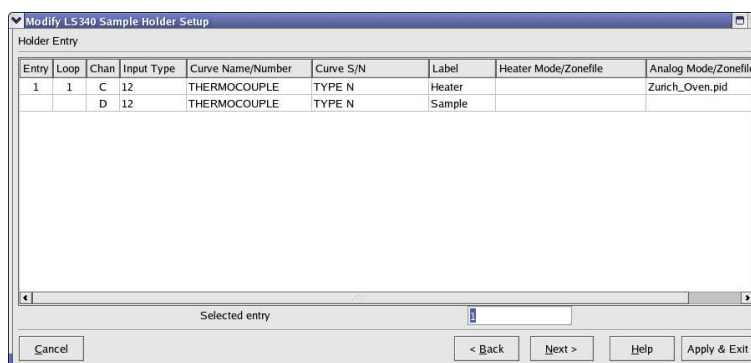 Modify LS340 Sample Holder Setup
Holder Entry
Entry Loop Chan Input Type Curve Name/Number Curve S/N Label Heater Mode/Zonefile Analog Mode/Zonefile
1 1 C 12 THERMOCOUPLE TYPE N Heater Zurich_Oven.pid
D 12 THERMOCOUPLE TYPE N Sample
Selected entry 1
Cancel < Back Next > Help Apply & Exit